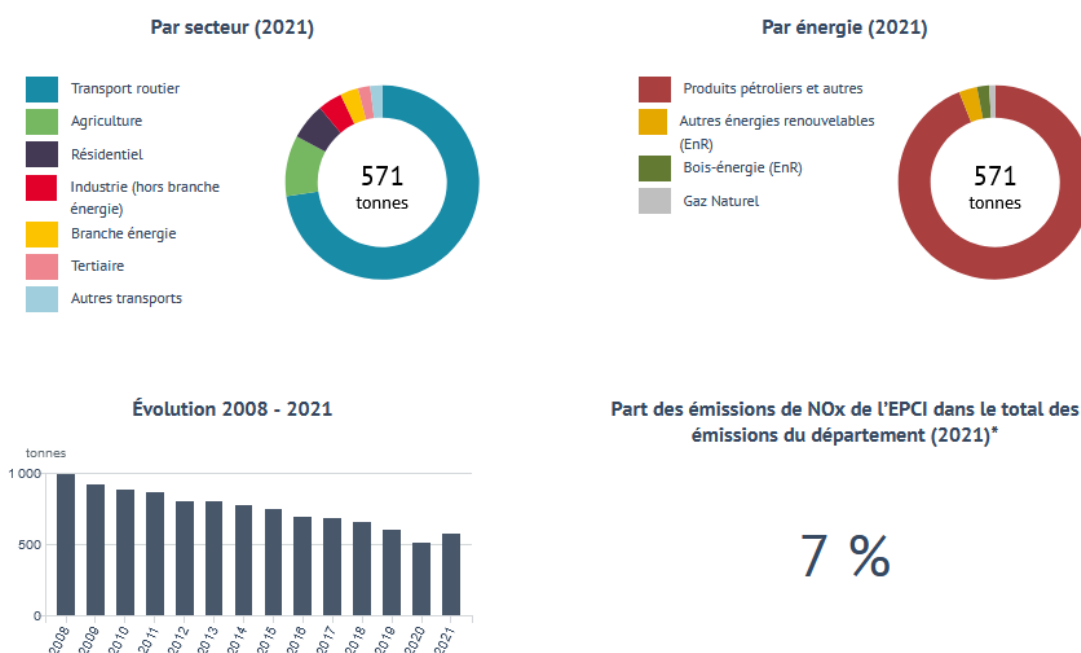 Par secteur (2021)
Transport routier
Agriculture
Résidentiel
Industrie (hors branche
énergie)
Branche énergie
Tertiaire
Autres transports
571
tonnes
Par énergie (2021)
Produits pétroliers et autres
Autres énergies renouvelables
(EnR)
Bois-énergie (EnR)
Gaz Naturel
571
tonnes
Évolution 2008 - 2021
tonnes
1 000
500
0
2008 2009 2010 2011 2012 2013 2014 2015 2016 2017 2018 2019 2020 2021
Part des émissions de NOx de l'EPCI dans le total des
émissions du département (2021)*
7 %